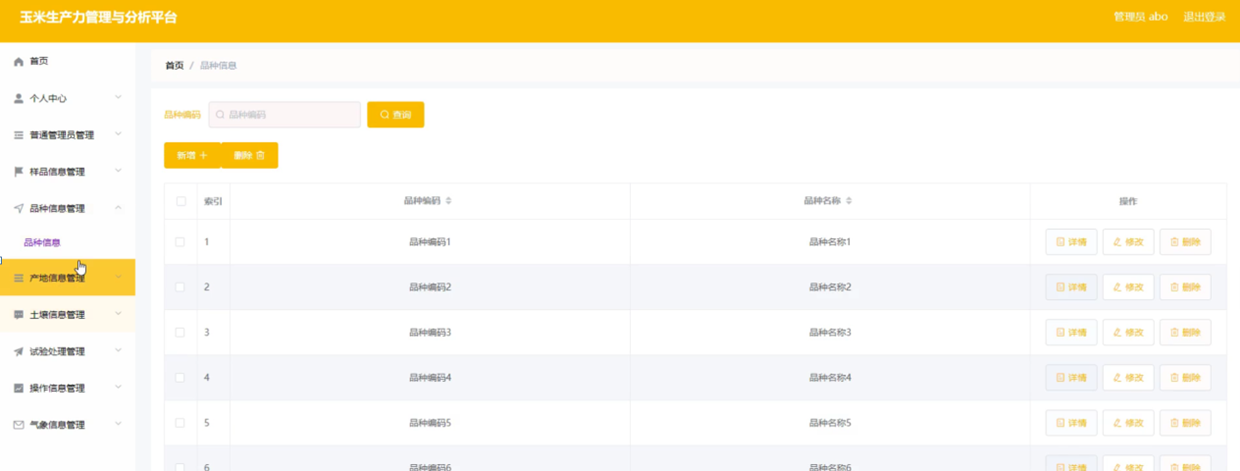 玉米生产力管理与分析平台
管理员 abo 退出登录
首页
个人中心
普通管理员管理
样品信息管理
品种信息管理
品种信息
产地信息管理
土壤信息管理
试验处理管理
操作信息管理
气象信息管理
首页 / 品种信息
品种编码 品种编码 查询
新增 + 删除
索引 品种编码 品种名称 操作
1 品种编码1 品种名称1 详情 修改 删除
2 品种编码2 品种名称2 详情 修改 删除
3 品种编码3 品种名称3 详情 修改 删除
4 品种编码4 品种名称4 详情 修改 删除
5 品种编码5 品种名称5 详情 修改 删除
6 品种编码6 品种名称6 详情 修改 删除